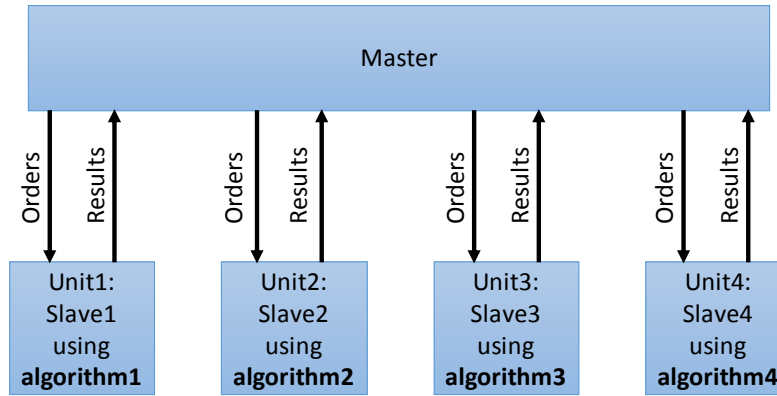 Master
Orders
Results
Orders
Results
Orders
Results
Orders
Results
Unit1:
Slave1
using
algorithm1
Unit2:
Slave2
using
algorithm2
Unit3:
Slave3
using
algorithm3
Unit4:
Slave4
using
algorithm4